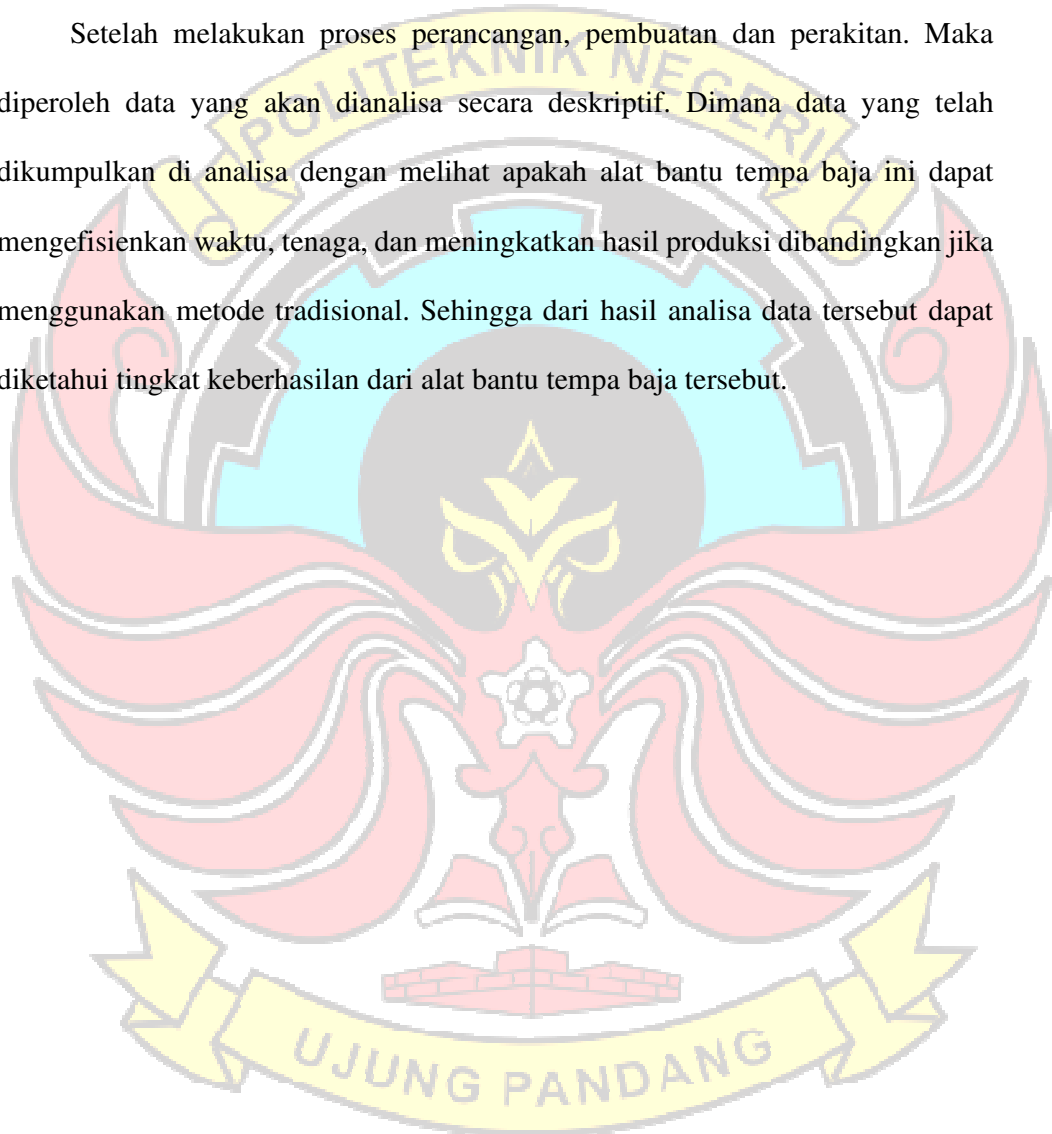 Setelah melakukan proses perancangan, pembuatan dan perakitan. Maka
POLITEKNIK NEGERI
diperoleh data yang akan dianalisa secara deskriptif. Dimana data yang telah
dikumpulkan di analisa dengan melihat apakah alat bantu tempa baja ini dapat
mengefisienkan waktu, tenaga, dan meningkatkan hasil produksi dibandingkan jika
menggunakan metode tradisional. Sehingga dari hasil analisa data tersebut dapat
diketahui tingkat keberhasilan dari alat bantu tempa baja tersebut.
UJUNG PANDANG